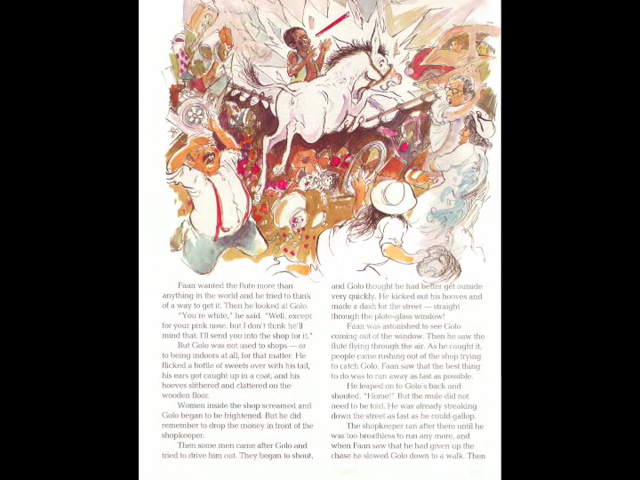 Faan wanted the flute more than
anything in the world and he tried to think
of a way to get it. Then he looked at Golo.
"You're white," he said. "Well, except
for your pink nose, but I don't think he'll
mind that. I'll send you into the shop for it."
But Golo was not used to shops — or
to being indoors at all, for that matter. He
flicked a bottle of sweets over with his tail,
his ears got caught up in a coat, and his
hooves slithered and clattered on the
wooden floor.
Women inside the shop screamed and
Golo began to be frightened. But he did
remember to drop the money in front of the
shopkeeper.
Then some men came after Golo and
tried to drive him out. They began to shout,
and Golo thought he had better get outside
very quickly. He kicked out his hooves and
made a dash for the street — straight
through the plate-glass window!
Faan was astonished to see Golo
coming out of the window. Then he saw the
flute flying through the air. As he caught it,
people came rushing out of the shop trying
to catch Golo. Faan saw that the best thing
to do was to run away as fast as possible.
He leaped on to Golo's back and
shouted, "Home!" But the mule did not
need to be told. He was already streaking
down the street as fast as he could gallop.
The shopkeeper ran after them until he
was too breathless to run any more, and
when Faan saw that he had given up the
chase he slowed Golo down to a walk. Then